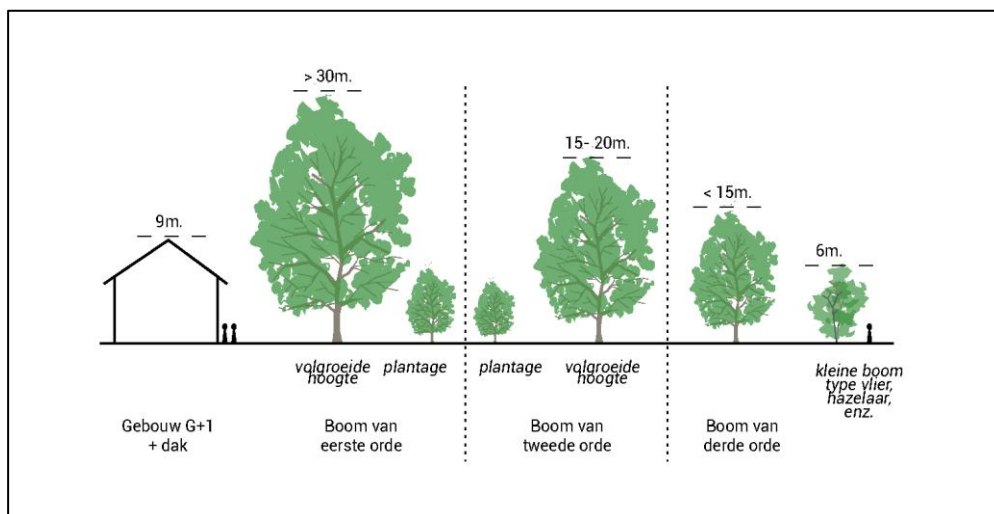 > 30m.
15- 20m.
< 15m.
9m.
6m.
volgroeide
hoogte
plantage
plantage
volgroeide
hoogte
kleine boom
type vlier,
hazelaar,
enz.
Gebouw G+1
+ dak
Boom van
eerste orde
Boom van
tweede orde
Boom van
derde orde